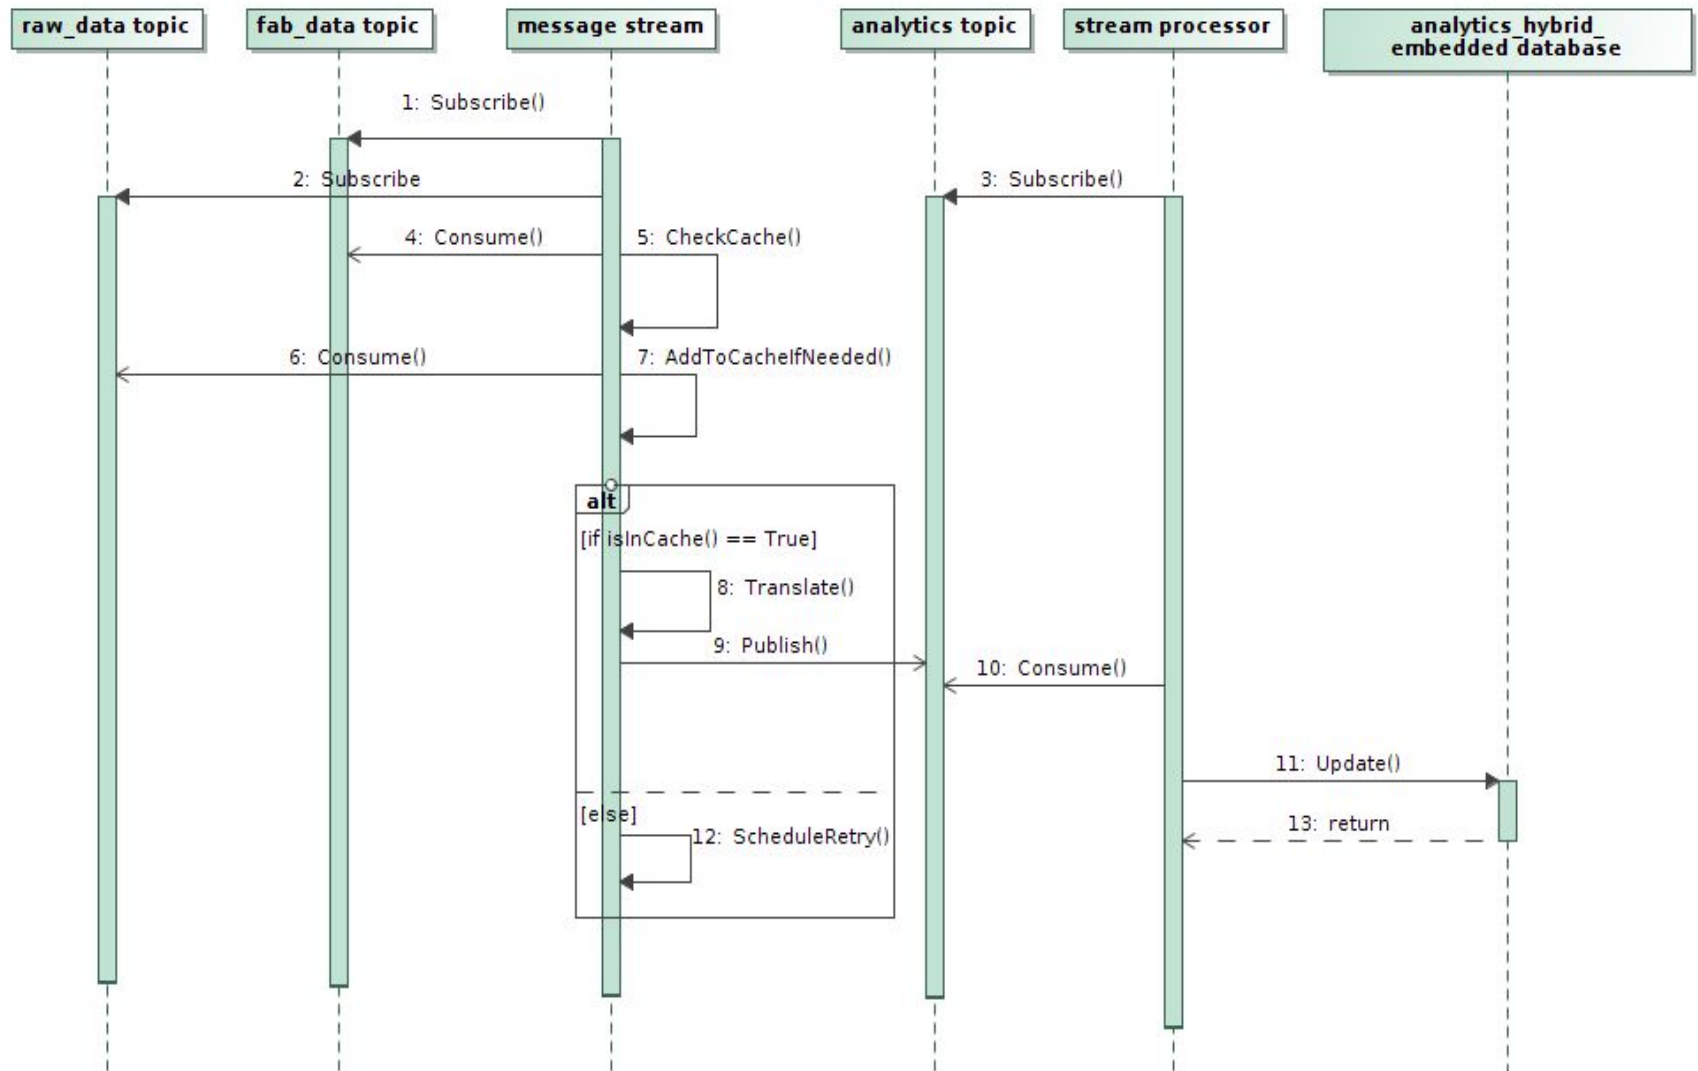 raw_data topic
fab_data topic
message stream
analytics topic
stream processor
analytics_hybrid_
embedded database
1: Subscribe()
2: Subscribe
3: Subscribe()
4: Consume()
5: CheckCache()
6: Consume()
7: AddToCacheIfNeeded()
alt
[if isInCache() == True]
8: Translate()
9: Publish()
10: Consume()
11: Update()
[else]
13: return
12: ScheduleRetry()